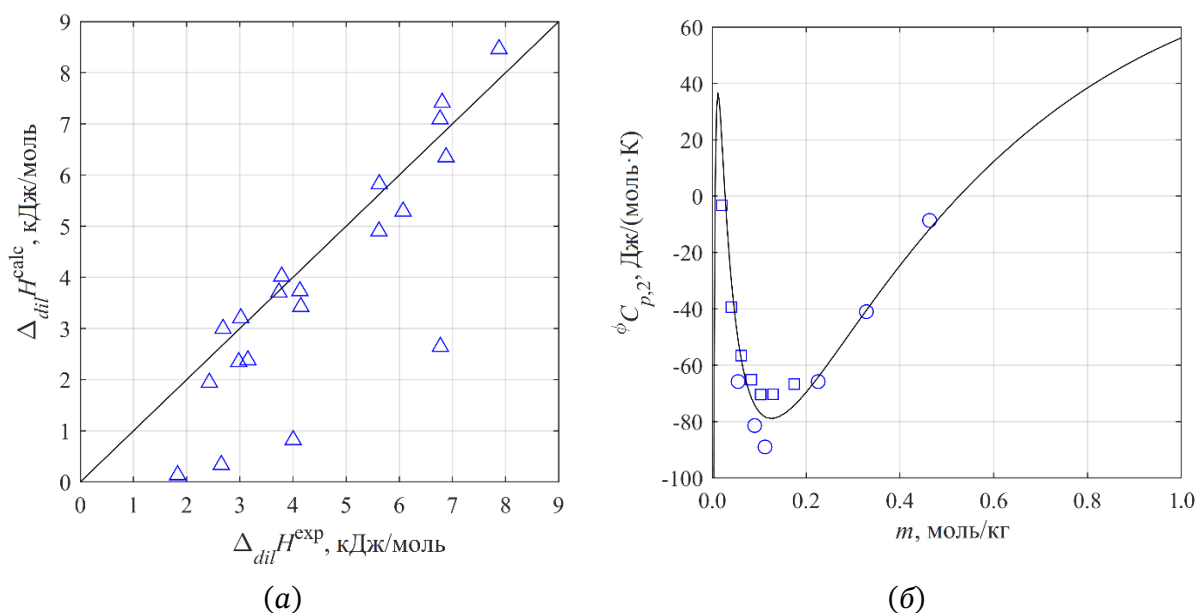 9
8
7
6
5
4
3
2
1
0
0 1 2 3 4 5 6 7 8 9
Δ_dil H^calc, кДж/моль
Δ_dil H^exp, кДж/моль
(а)
60
40
20
0
-20
-40
-60
-80
-100
0.0 0.2 0.4 0.6 0.8 1.0
ϕC_p,2, Дж/(моль·К)
m, моль/кг
(б)